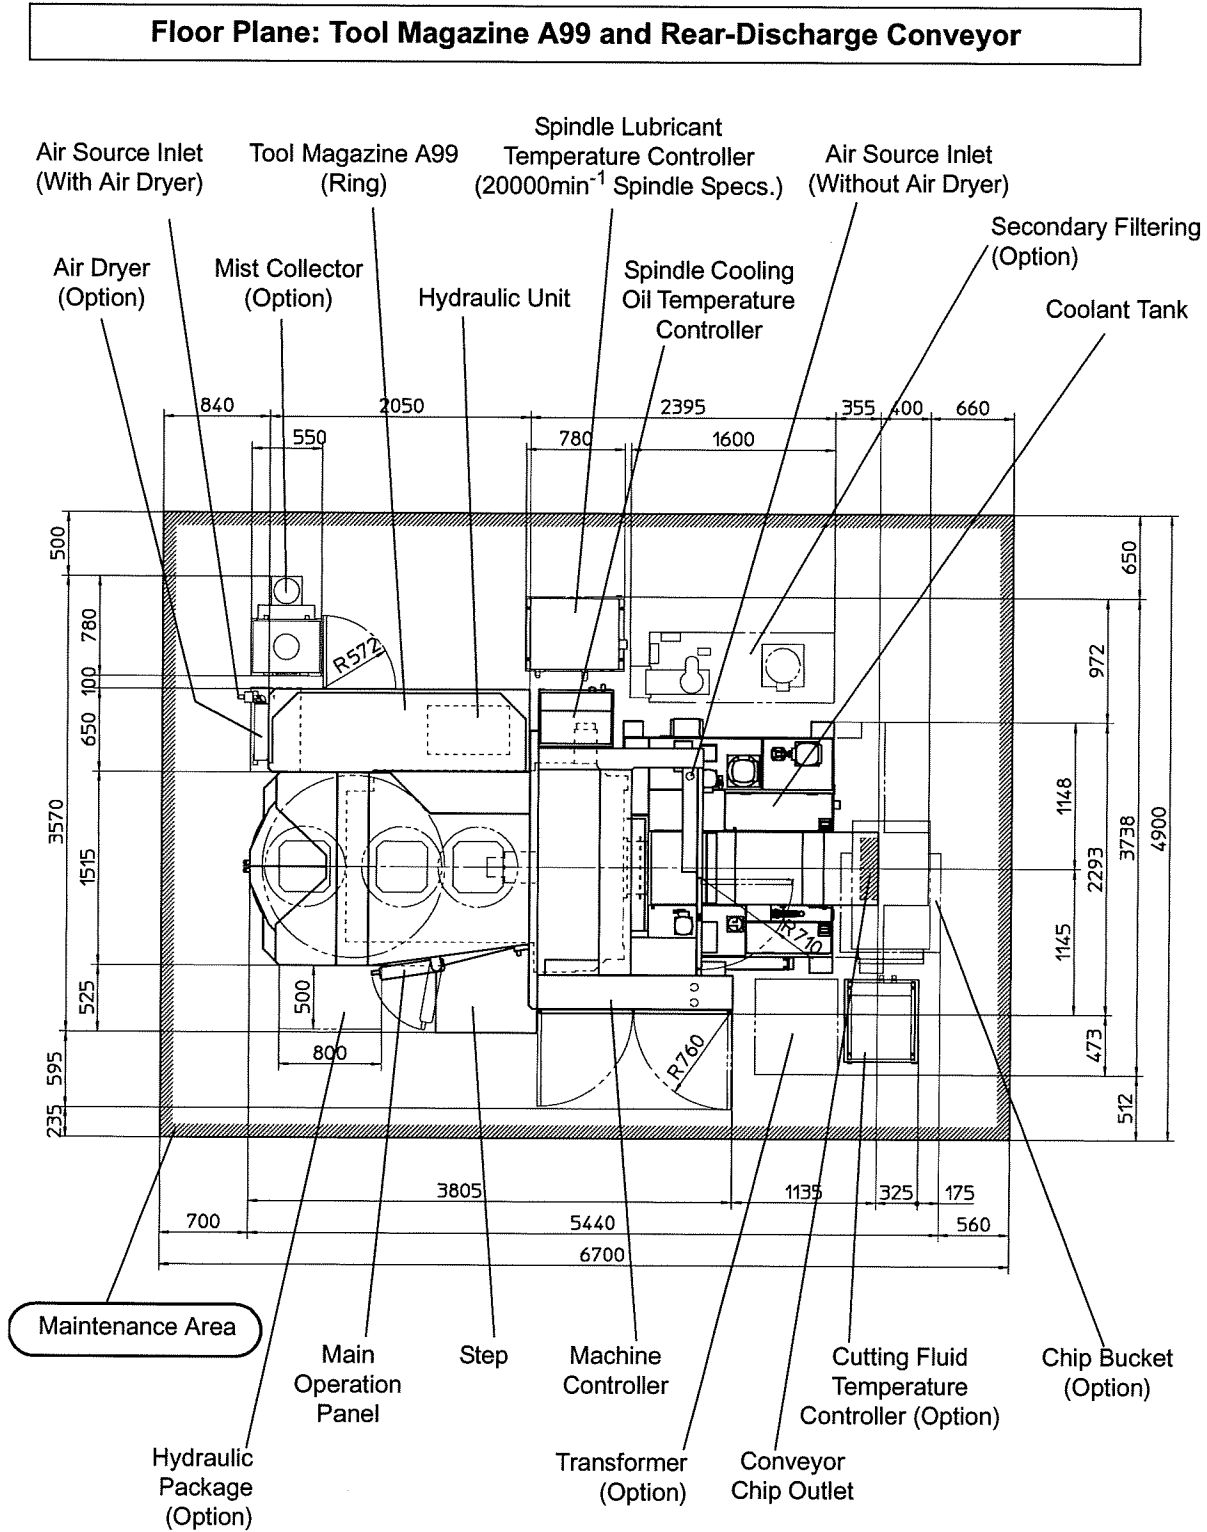 Floor Plane: Tool Magazine A99 and Rear-Discharge Conveyor
Spindle Lubricant
Temperature Controller
(20000min-1 Spindle Specs.)
Air Source Inlet
(With Air Dryer)
Tool Magazine A99
(Ring)
Air Source Inlet
(Without Air Dryer)
Secondary Filtering
(Option)
Air Dryer
(Option)
Mist Collector
(Option)
Hydraulic Unit
Spindle Cooling
Oil Temperature
Controller
Coolant Tank
840
2050
2395
355
400
660
550
780
1600
500
780
100
650
3570
1515
525
595
235
R572
500
800
R710
R760
650
972
1148
3738
4900
2293
1145
473
512
3805
1135
325
175
700
5440
560
6700
Maintenance Area
Main
Operation
Panel
Step
Machine
Controller
Cutting Fluid
Temperature
Controller (Option)
Chip Bucket
(Option)
Hydraulic
Package
(Option)
Transformer
(Option)
Conveyor
Chip Outlet